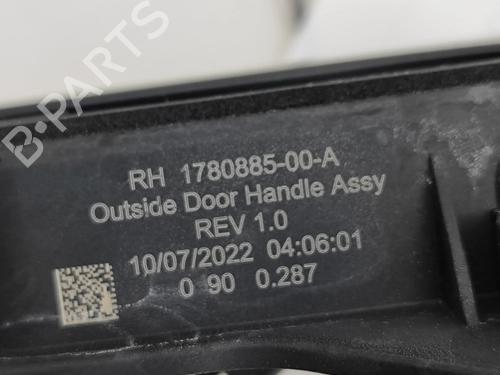 RH 1780885-00-A
Outside Door Handle Assy
REV 1.0
10/07/2022 04:06:01
0 90 0.287
B-PARTS